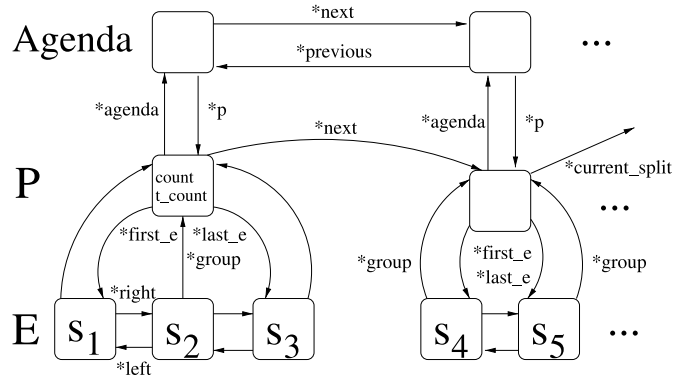 Agenda
*next
*previous
...
*agenda
*p
*next
*agenda
*p
*current_split
P
count
t_count
...
*first_e
*last_e
*group
*group
*first_e
*last_e
*group
*right
E
S1
S2
S3
S4
S5
...
*left